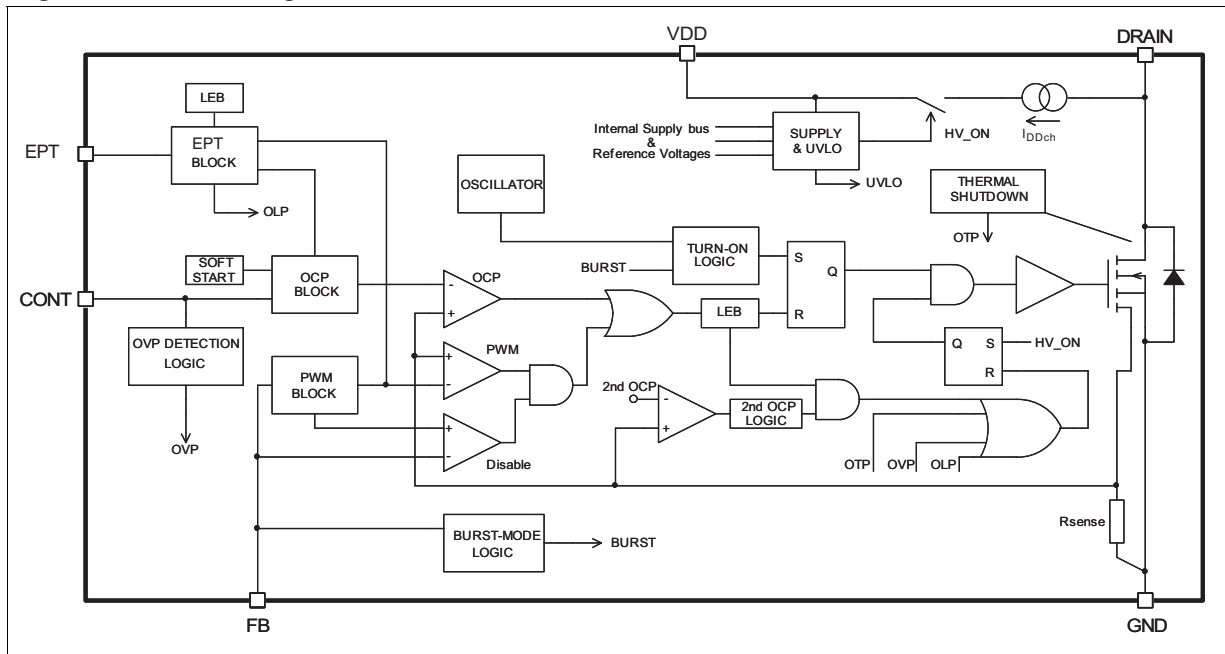 VDD
DRAIN
LEB
EPT
EPT
BLOCK
Internal Supply bus
&
Reference Voltages
SUPPLY
& UVLO
HV_ON
IDDch
UVLO
OSCILLATOR
THERMAL
SHUTDOWN
OTP
OLP
SOFT
START
OCP
BLOCK
CONT
OCP
-
+
BURST
TURN-ON
LOGIC
S
Q
R
LEB
OVP DETECTION
LOGIC
OVP
PWM
BLOCK
PWM
+
-
+
-
Disable
2nd OCP
-
+
2nd OCP
LOGIC
Q
S
R
HV_ON
OTP
OVP
OLP
Rsense
BURST-MODE
LOGIC
BURST
FB
GND